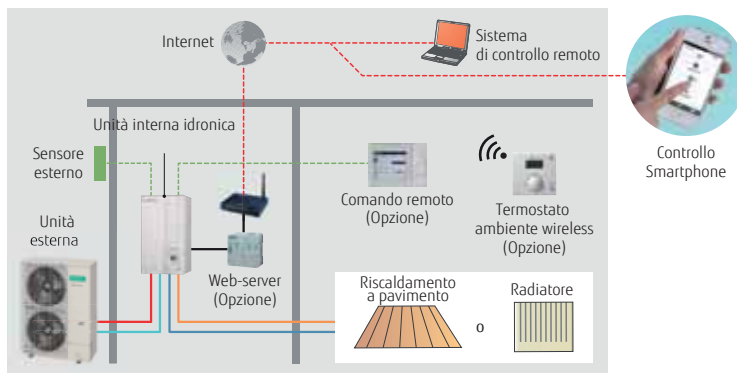 Internet
Sistema
di controllo remoto
Unità interna idronica
Sensore
esterno
Controllo
Smartphone
Comando remoto
(Opzione)
Termostato
ambiente wireless
(Opzione)
Unità
esterna
Web-server
(Opzione)
Riscaldamento
a pavimento
o
Radiatore